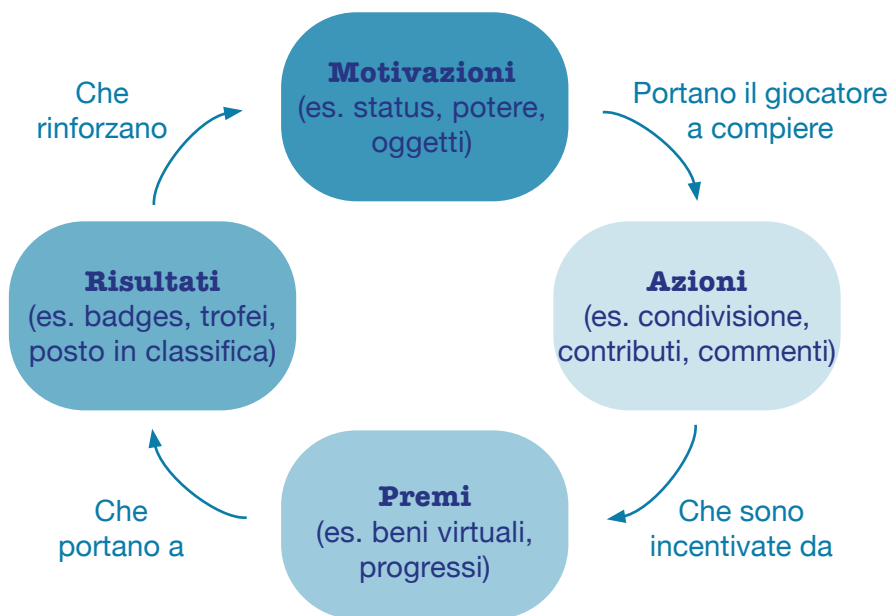 Motivazioni
(es. status, potere,
oggetti)
Portano il giocatore
a compiere
Azioni
(es. condivisione,
contributi, commenti)
Che sono
incentivate da
Premi
(es. beni virtuali,
progressi)
Che
portano a
Risultati
(es. badges, trofei,
posto in classifica)
Che
rinforzano